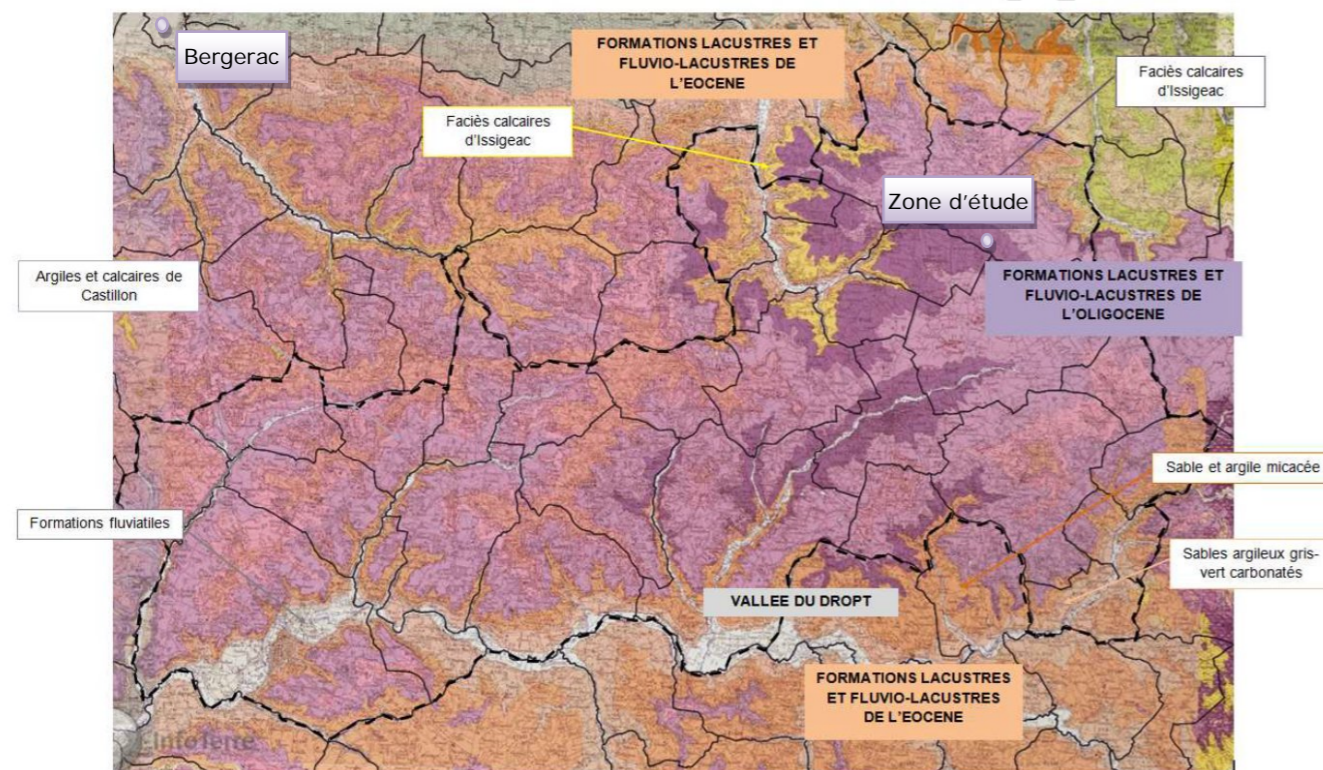 Bergerac
FORMATIONS LACUSTRES ET
FLUVIO-LACUSTRES DE
L'EOCENE
Faciès calcaires
d'Issigeac
Faciès calcaires
d'Issigeac
Zone d'étude
Argiles et calcaires de
Castillon
FORMATIONS LACUSTRES ET
FLUVIO-LACUSTRES DE
L'OLIGOCENE
Sable et argile micacée
Formations fluviatiles
Sables argileux gris-
vert carbonatés
VALLEE DU DROPT
FORMATIONS LACUSTRES
ET FLUVIO-LACUSTRES
DE L'EOCENE
InfoTerre